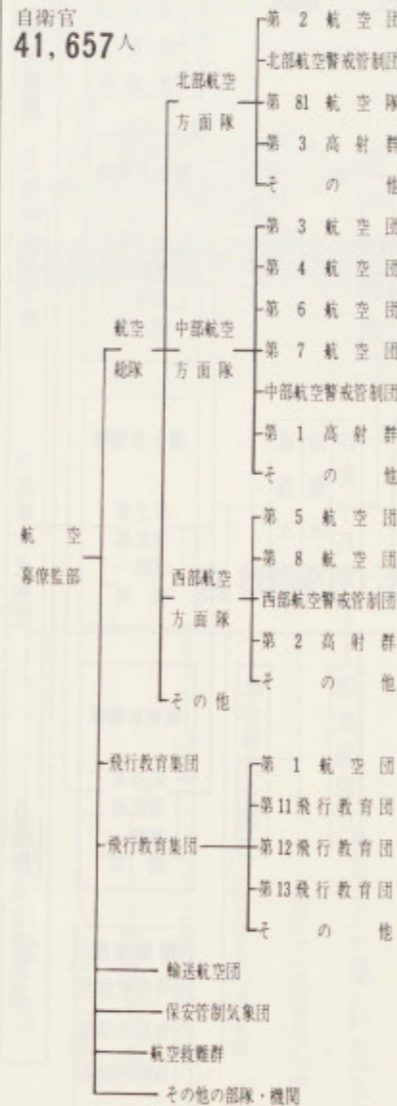 自衛官
41,657人
航空
幕僚監部
航空
総隊
北部航空
方面隊
第2航空団
北部航空警戒管制団
第81航空隊
第3高射群
その他
中部航空
方面隊
第3航空団
第4航空団
第6航空団
第7航空団
中部航空警戒管制団
第1高射群
その他
西部航空
方面隊
第5航空団
第8航空団
西部航空警戒管制団
第2高射群
その他
その他
飛行教育集団
飛行教育集団
第1航空団
第11飛行教育団
第12飛行教育団
第13飛行教育団
その他
輸送航空団
保安管制気象団
航空救難群
その他の部隊・機関